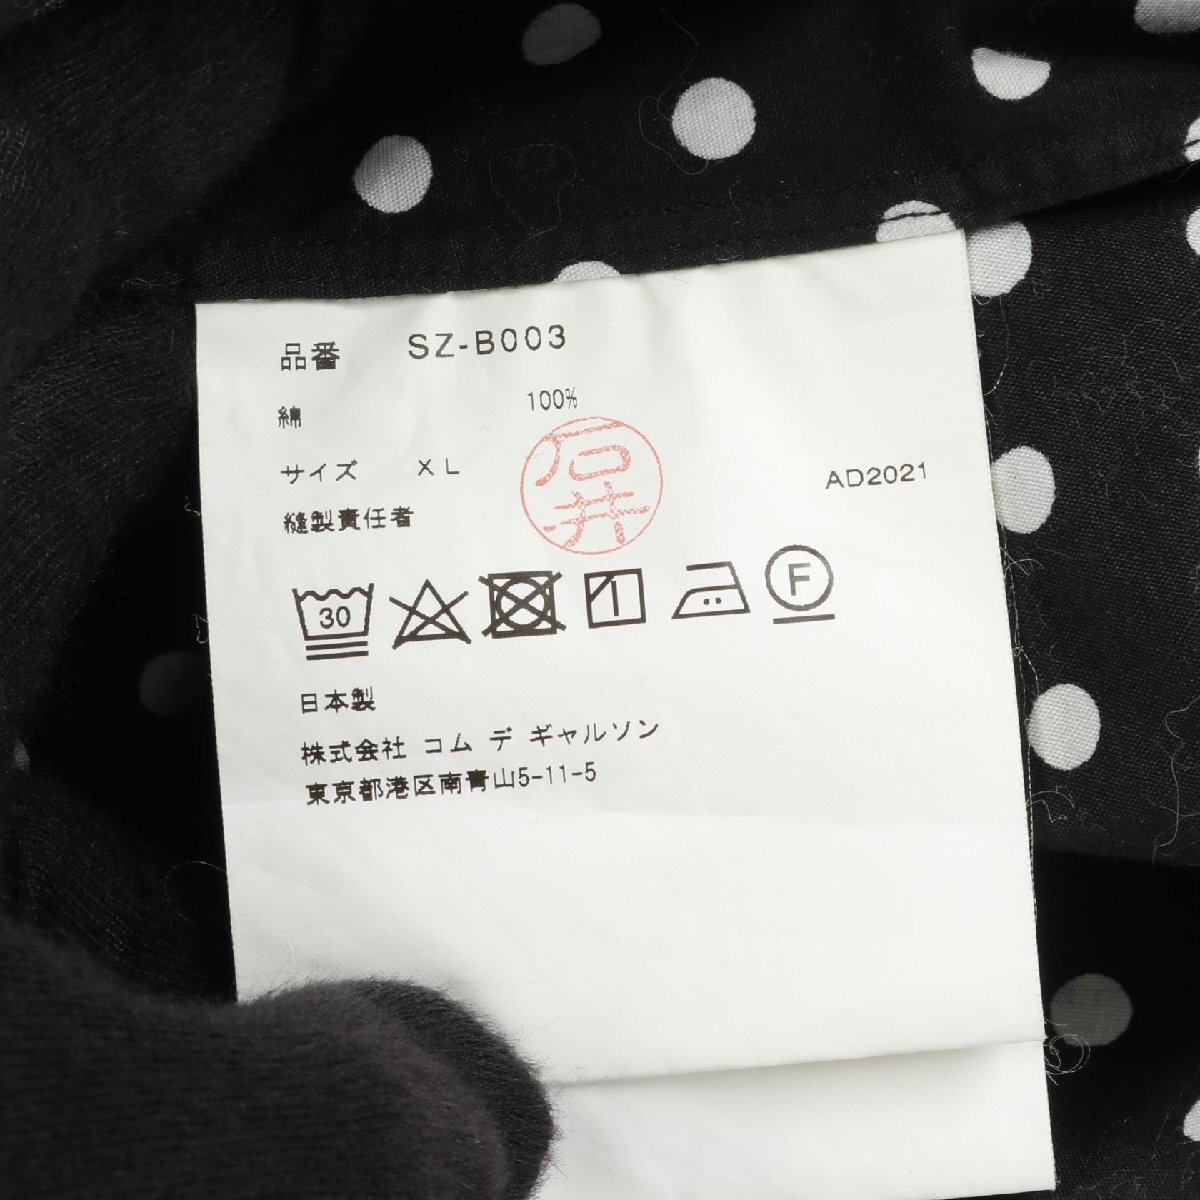 品番 SZ-B003
綿 100%
サイズ XL
AD2021
縫製責任者 石井
30
F
日本製
株式会社 コム デ ギャルソン
東京都港区南青山5-11-5